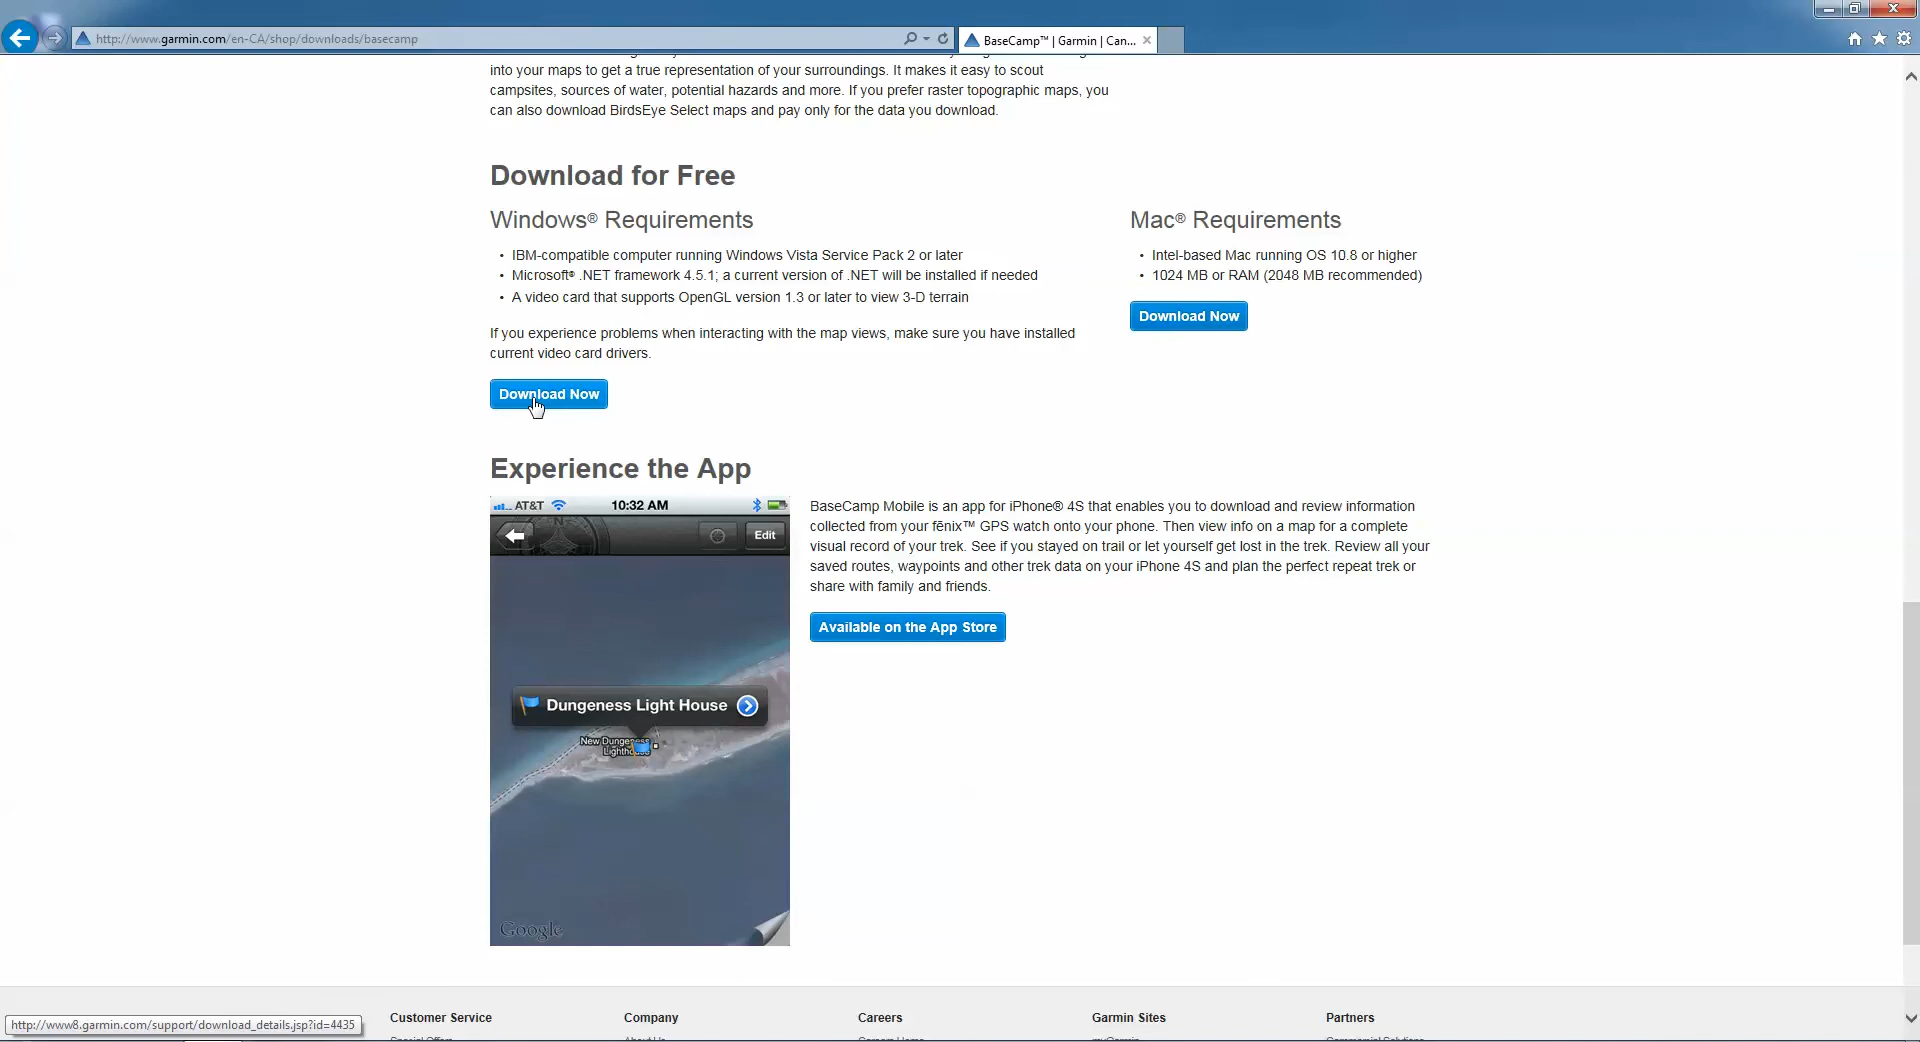 http://www.garmin.com/en-CA/shop/downloads/basecamp
BaseCamp™ | Garmin | Can...
into your maps to get a true representation of your surroundings. It makes it easy to scout
campsites, sources of water, potential hazards and more. If you prefer raster topographic maps, you
can also download BirdsEye Select maps and pay only for the data you download.
Download for Free
Windows® Requirements
• IBM-compatible computer running Windows Vista Service Pack 2 or later
• Microsoft® .NET framework 4.5.1; a current version of .NET will be installed if needed
• A video card that supports OpenGL version 1.3 or later to view 3-D terrain
If you experience problems when interacting with the map views, make sure you have installed
current video card drivers.
Download Now
Mac® Requirements
• Intel-based Mac running OS 10.8 or higher
• 1024 MB or RAM (2048 MB recommended)
Download Now
Experience the App
AT&T 10:32 AM
Edit
Dungeness Light House
New Dungeness
Lighthouse
Google
BaseCamp Mobile is an app for iPhone® 4S that enables you to download and review information
collected from your fēnix™ GPS watch onto your phone. Then view info on a map for a complete
visual record of your trek. See if you stayed on trail or let yourself get lost in the trek. Review all your
saved routes, waypoints and other trek data on your iPhone 4S and plan the perfect repeat trek or
share with family and friends.
Available on the App Store
Customer Service
Company
Careers
Garmin Sites
Partners
http://www8.garmin.com/support/download_details.jsp?id=4435